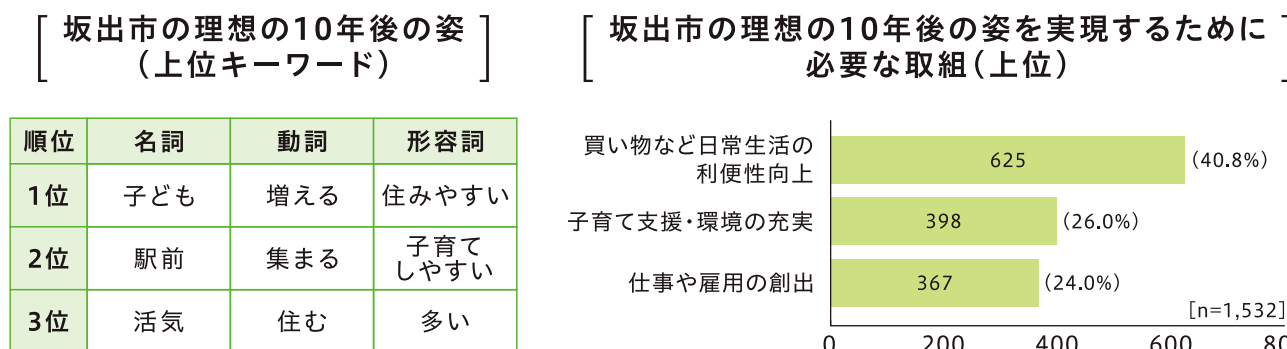 坂出市の理想の10年後の姿
(上位キーワード)
順位 名詞 動詞 形容詞
1位 子ども 増える 住みやすい
2位 駅前 集まる 子育て
しやすい
3位 活気 住む 多い
坂出市の理想の10年後の姿を実現するために
必要な取組(上位)
買い物など日常生活の
利便性向上
625 (40.8%)
子育て支援・環境の充実 398 (26.0%)
仕事や雇用の創出 367 (24.0%)
[n=1,532]
0 200 400 600